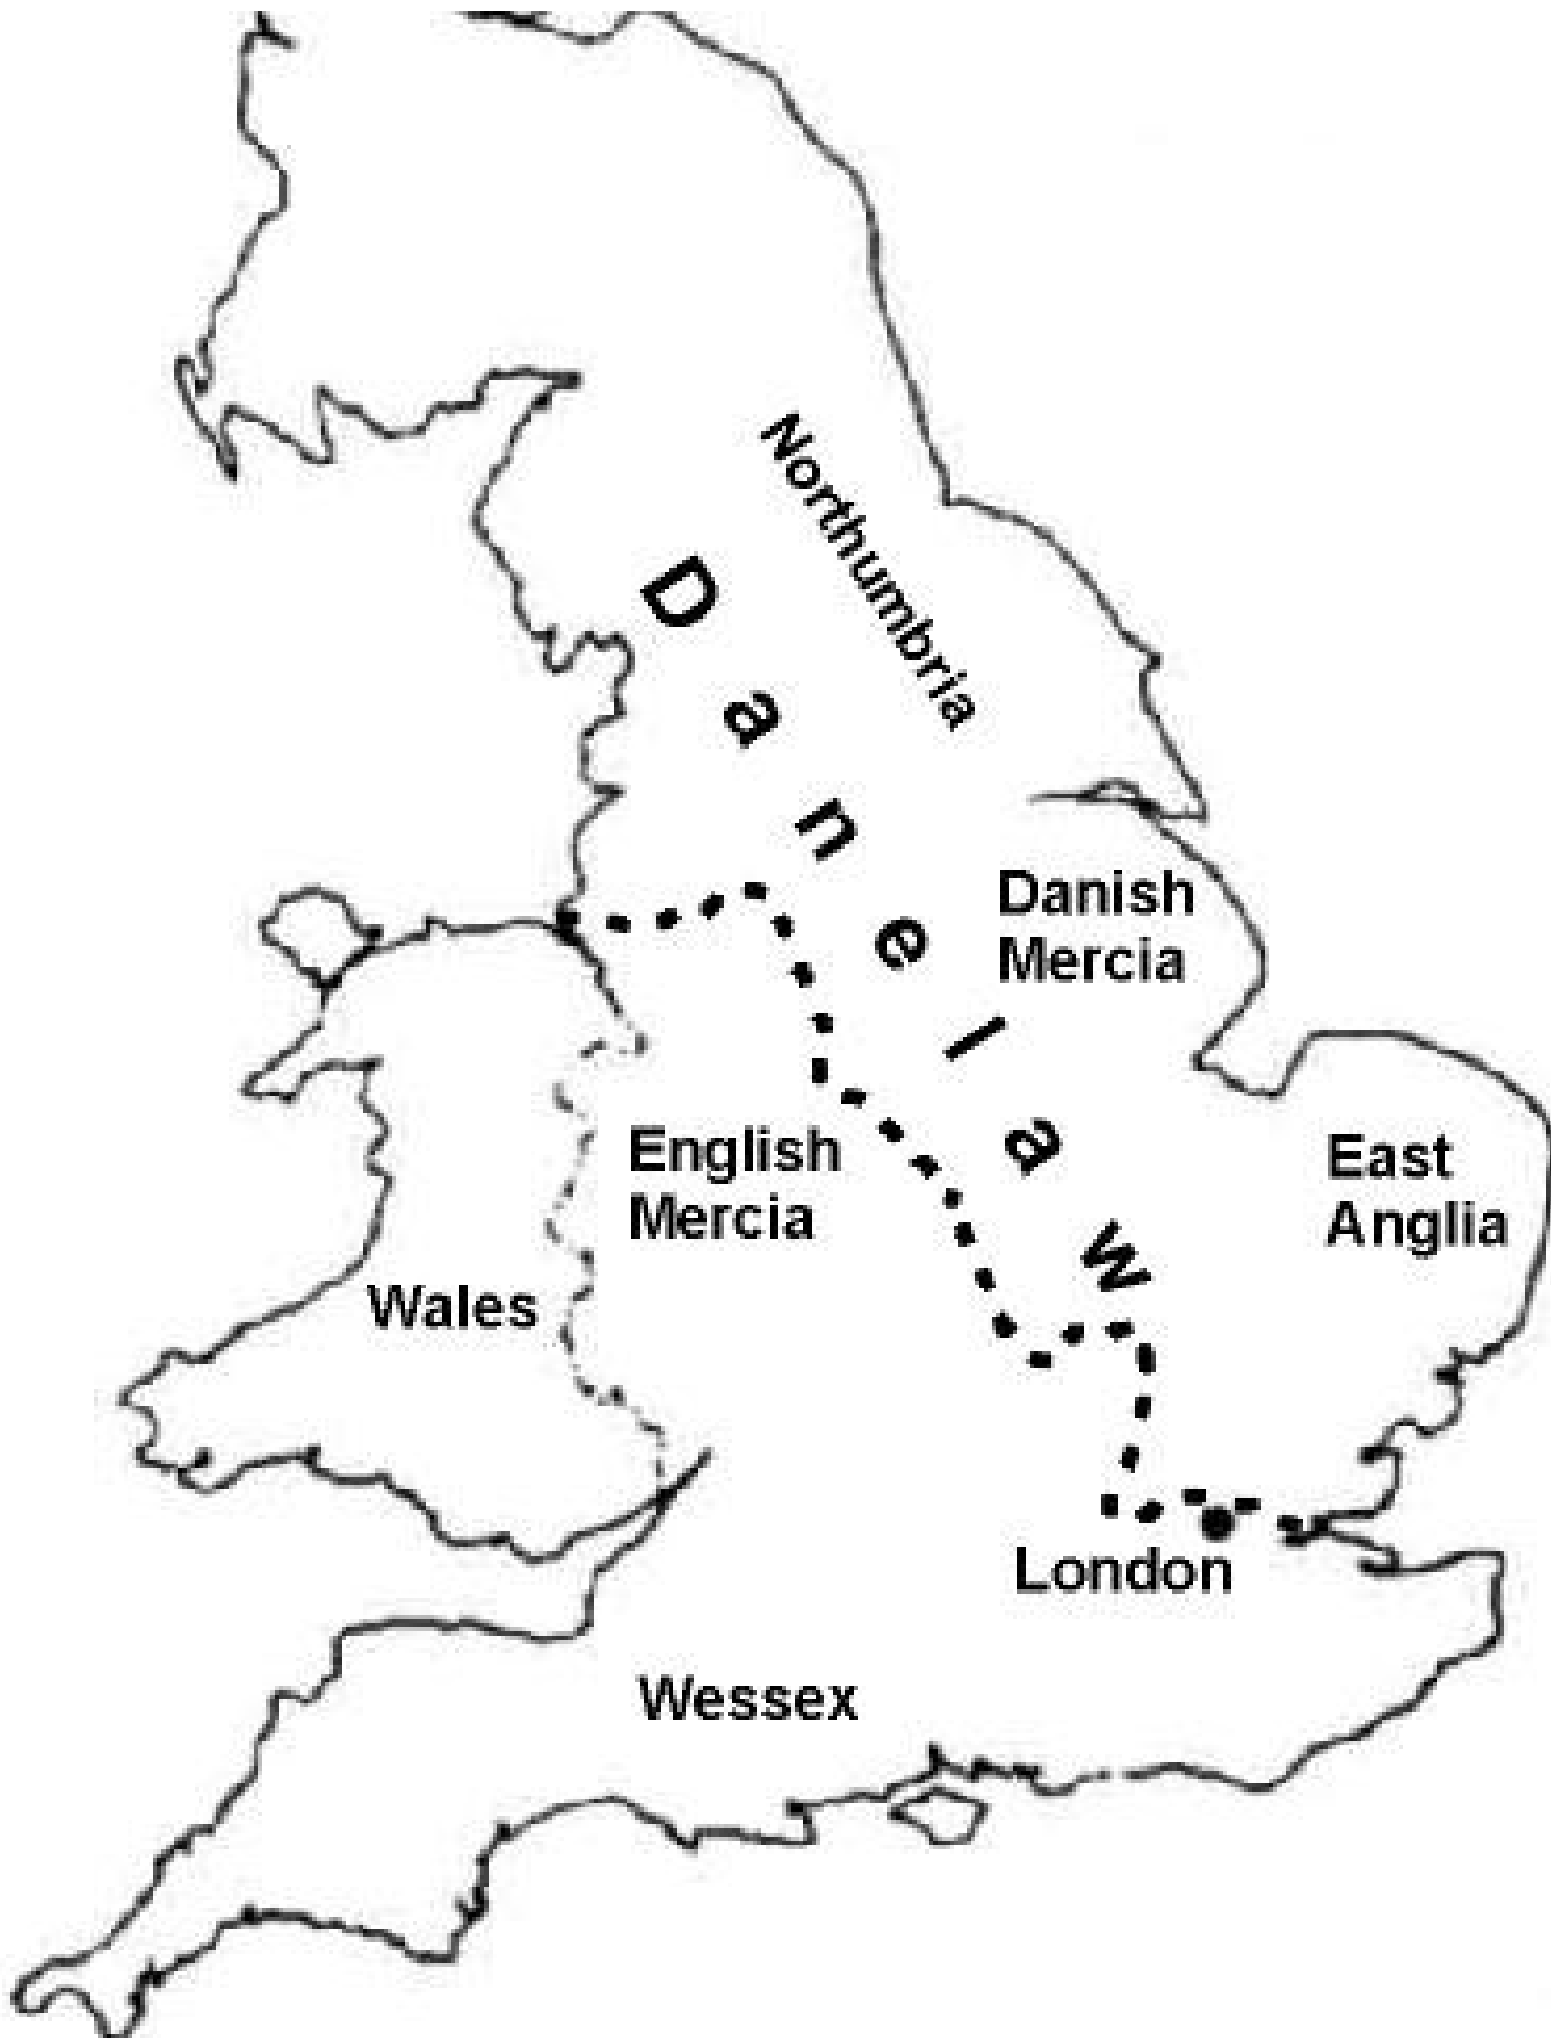 Northumbria
Danelaw
Danish
Mercia
English
Mercia
East
Anglia
Wales
London
Wessex